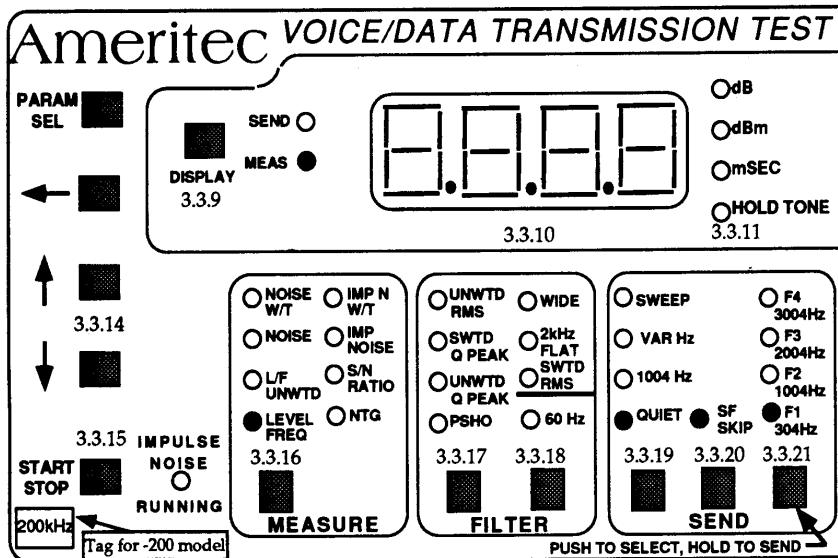 Ameritec VOICE/DATA TRANSMISSION TEST
PARAM
SEL
SEND
MEAS
DISPLAY
3.3.9
3.3.10
dB
dBm
mSEC
HOLD TONE
3.3.11
3.3.14
3.3.15
START
STOP
IMPULSE
NOISE
RUNNING
200kHz
Tag for -200 model
NOISE
W/T
NOISE
L/F
UNWTD
LEVEL
FREQ
IMP N
W/T
IMP
NOISE
S/N
RATIO
NTG
3.3.16
MEASURE
UNWTD
RMS
SWTD
Q PEAK
UNWTD
Q PEAK
PSHO
WIDE
2kHz
FLAT
SWTD
RMS
60 Hz
3.3.17
3.3.18
FILTER
SWEEP
VAR Hz
1004 Hz
QUIET
SF
SKIP
F4
3004Hz
F3
2004Hz
F2
1004Hz
F1
304Hz
3.3.19
3.3.20
3.3.21
SEND
PUSH TO SELECT, HOLD TO SEND